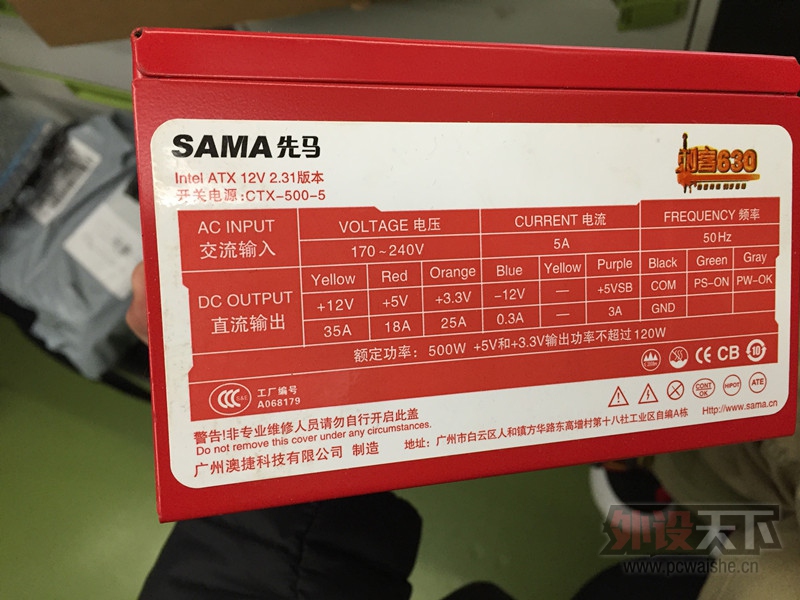 SAMA 先马
刺客630
Intel ATX 12V 2.31版本
开关电源:CTX-500-5
AC INPUT 交流输入 VOLTAGE 电压 CURRENT 电流 FREQUENCY 频率
170~240V 5A 50Hz
DC OUTPUT 直流输出 Yellow Red Orange Blue Yellow Purple Black Green Gray
+12V +5V +3.3V -12V — +5VSB COM PS-ON PW-OK
35A 18A 25A 0.3A — 3A GND
额定功率: 500W +5V和+3.3V输出功率不超过120W
CE CB 10
CCC S&E 工厂编号
A068179
CONT OK HIPOT ATE
警告!非专业维修人员请勿自行开启此盖
Do not remove this cover under any circumstances.
Http://www.sama.cn
广州澳捷科技有限公司 制造 地址: 广州市白云区人和镇方华路东高增村第十八社工业区自编A栋
外设天下
www.pcwaishe.cn